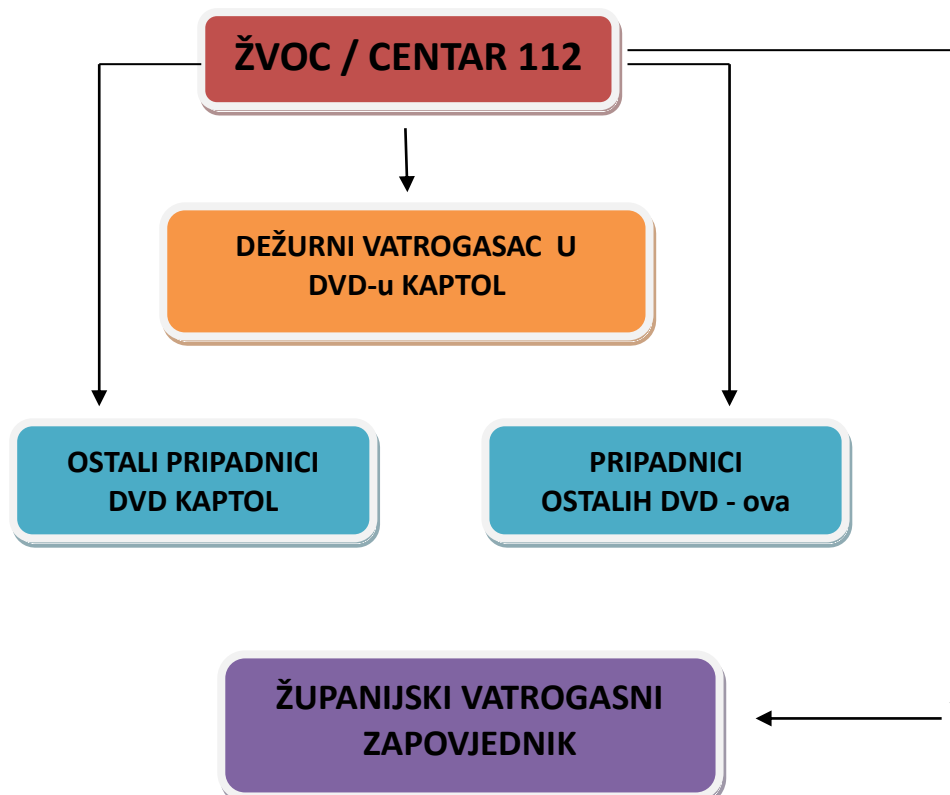 ŽVOC / CENTAR 112
DEŽURNI VATROGASAC U
DVD-u KAPTOL
OSTALI PRIPADNICI
DVD KAPTOL
PRIPADNICI
OSTALIH DVD - ova
ŽUPANIJSKI VATROGASNI
ZAPOVJEDNIK